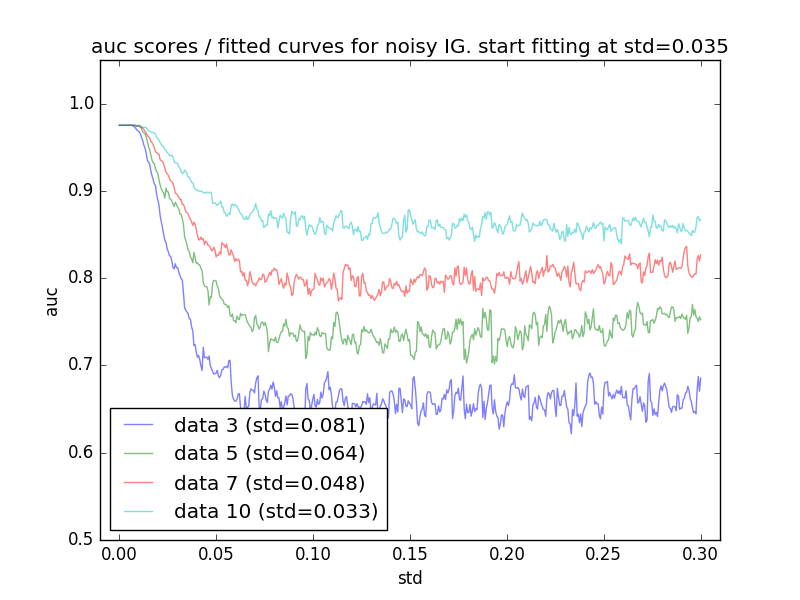 auc scores / fitted curves for noisy IG. start fitting at std=0.035
1.0
0.9
0.8
0.7
0.6
0.5
auc
data 3 (std=0.081)
data 5 (std=0.064)
data 7 (std=0.048)
data 10 (std=0.033)
0.00 0.05 0.10 0.15 0.20 0.25 0.30
std